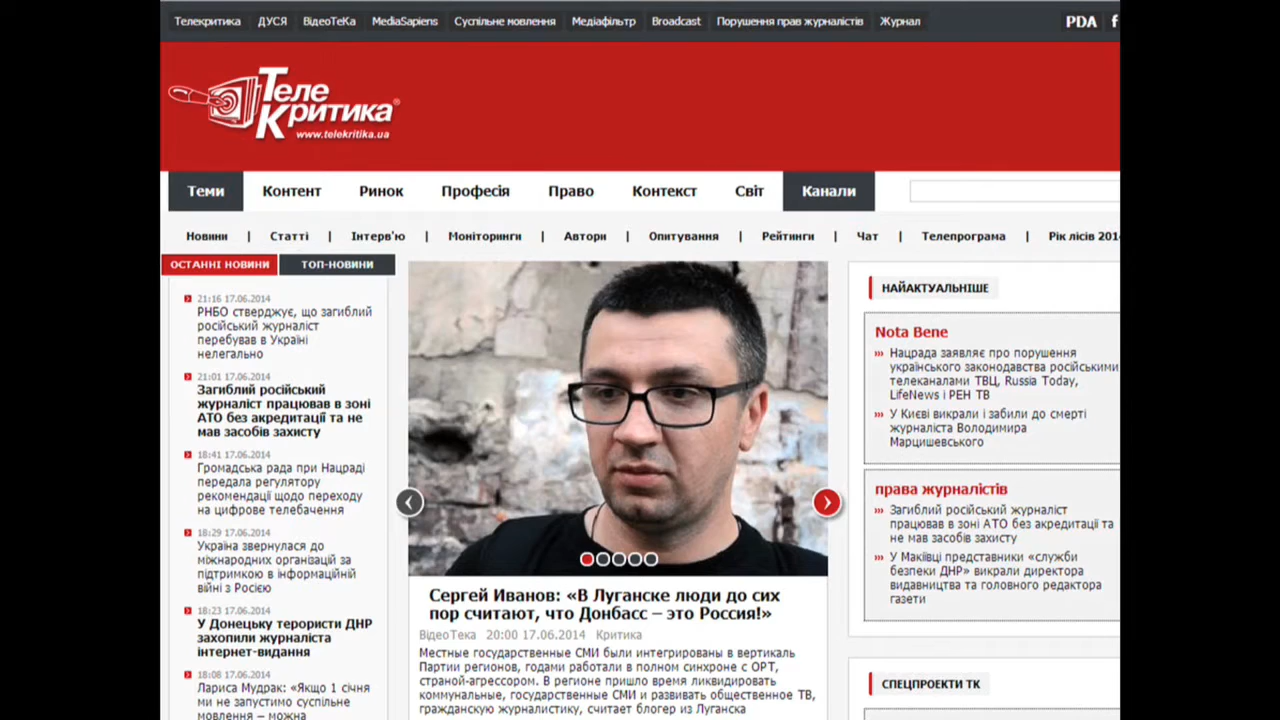 Телекритика ДУСЯ ВідеоТеКа MediaSapiens Суспільне мовлення Медіафільтр Broadcast Порушення прав журналістів Журнал PDA f
Теле
Критика®
www.telekritika.ua
Теми Контент Ринок Професія Право Контекст Світ Канали
Новини | Статті | Інтерв'ю | Моніторинги | Автори | Опитування | Рейтинги | Чат | Телепрограма | Рік лісів 201
ОСТАННІ НОВИНИ ТОП-НОВИНИ
21:16 17.06.2014
РНБО стверджує, що загиблий
російський журналіст
перебував в Україні
нелегально
21:01 17.06.2014
Загиблий російський
журналіст працював в зоні
АТО без акредитації та не
мав засобів захисту
18:41 17.06.2014
Громадська рада при Нацраді
передала регулятору
рекомендації щодо переходу
на цифрове телебачення
18:29 17.06.2014
Україна звернулася до
міжнародних організацій за
підтримкою в інформаційній
війні з Росією
18:23 17.06.2014
У Донецьку терористи ДНР
захопили журналіста
інтернет-видання
18:08 17.06.2014
Лариса Мудрак: «Якщо 1 січня
ми не запустимо суспільне
мовлення – можна
Сергей Иванов: «В Луганске люди до сих
пор считают, что Донбасс – это Россия!»
ВідеоТека 20:00 17.06.2014 Критика
Местные государственные СМИ были интегрированы в вертикаль
Партии регионов, годами работали в полном синхроне с ОРТ,
страной-агрессором. В регионе пришло время ликвидировать
коммунальные, государственные СМИ и развивать общественное ТВ,
гражданскую журналистику, считает блогер из Луганска
НАЙАКТУАЛЬНІШЕ
Nota Bene
Нацрада заявляє про порушення
українського законодавства російськими
телеканалами ТВЦ, Russia Today,
LifeNews і РЕН ТВ
У Києві викрали і забили до смерті
журналіста Володимира
Марцишевського
права журналістів
Загиблий російський журналіст
працював в зоні АТО без акредитації та
не мав засобів захисту
У Макіївці представники «служби
безпеки ДНР» викрали директора
видавництва та головного редактора
газети
СПЕЦПРОЕКТИ ТК